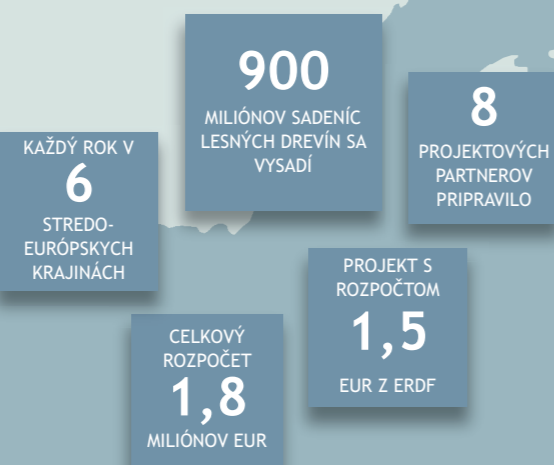 KAŽDÝ ROK V
6
STREDO-
EURÓPSKYCH
KRAJINÁCH
900
MILIÓNOV SADENÍC
LESNÝCH DREVÍN SA
VYSADÍ
8
PROJEKTOVÝCH
PARTNEROV
PRIPRAVILO
PROJEKT S
ROZPOČTOM
1,5
EUR Z ERDF
CELKOVÝ
ROZPOČET
1,8
MILIÓNOV EUR